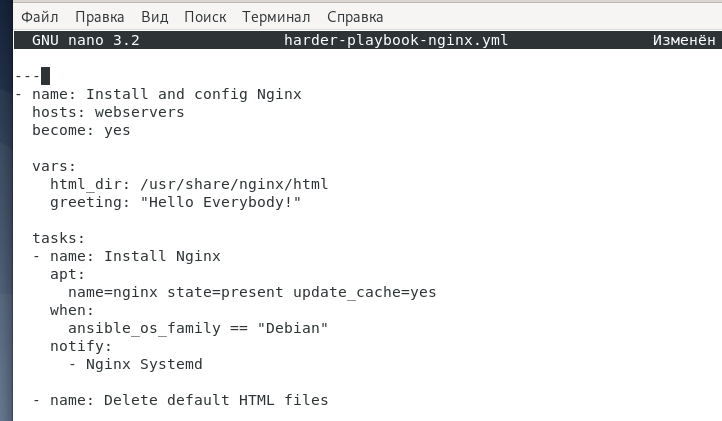 Файл Правка Вид Поиск Терминал Справка
GNU nano 3.2 harder-playbook-nginx.yml Изменён
---
- name: Install and config Nginx
  hosts: webservers
  become: yes
  vars:
    html_dir: /usr/share/nginx/html
    greeting: "Hello Everybody!"
  tasks:
  - name: Install Nginx
    apt:
      name=nginx state=present update_cache=yes
    when:
      ansible_os_family == "Debian"
    notify:
      - Nginx Systemd
  - name: Delete default HTML files